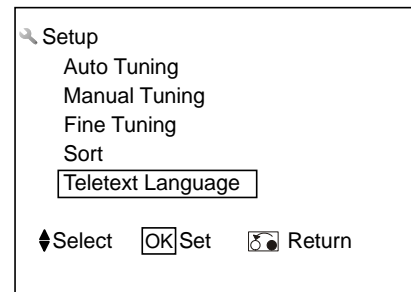 Setup
Auto Tuning
Manual Tuning
Fine Tuning
Sort
Teletext Language
Select OK Set Return